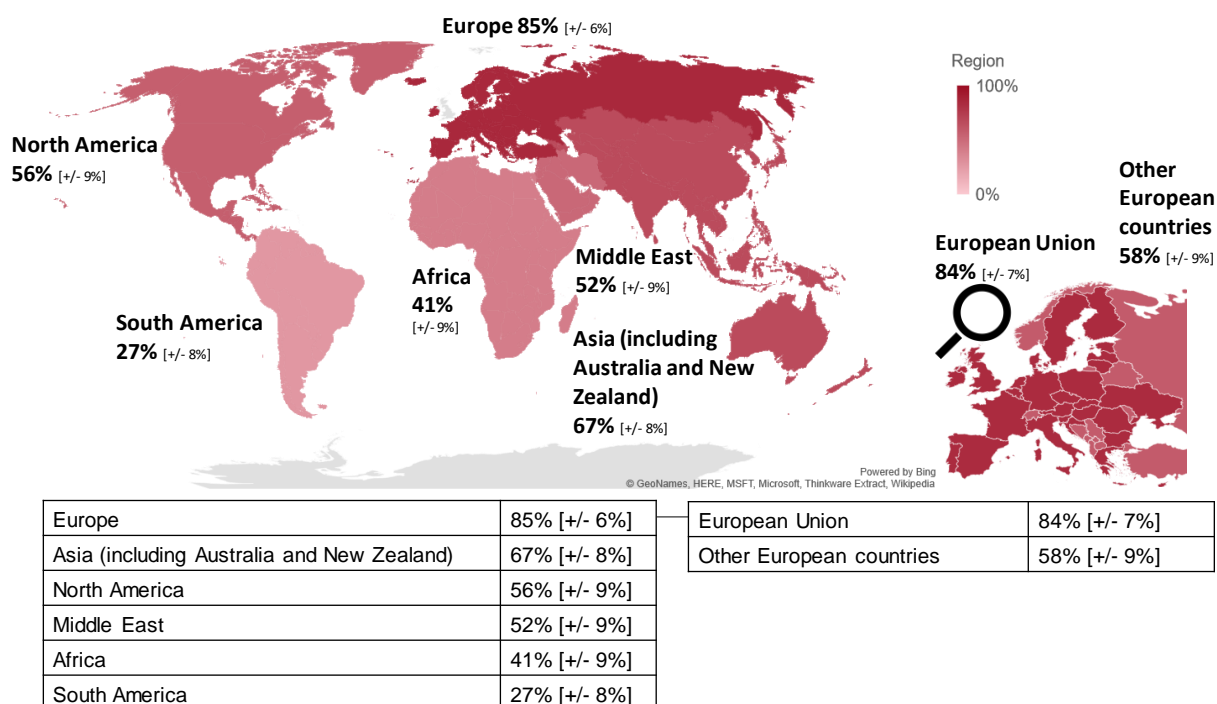 Europe 85% [+/- 6%]
Region
100%
0%
North America
56% [+/- 9%]
Other
European
countries
58% [+/- 9%]
European Union
84% [+/- 7%]
Middle East
52% [+/- 9%]
Africa
41%
[+/- 9%]
South America
27% [+/- 8%]
Asia (including
Australia and New
Zealand)
67% [+/- 8%]
Powered by Bing
© GeoNames, HERE, MSFT, Microsoft, Thinkware Extract, Wikipedia
Europe 85% [+/- 6%]
Asia (including Australia and New Zealand) 67% [+/- 8%]
North America 56% [+/- 9%]
Middle East 52% [+/- 9%]
Africa 41% [+/- 9%]
South America 27% [+/- 8%]
European Union 84% [+/- 7%]
Other European countries 58% [+/- 9%]